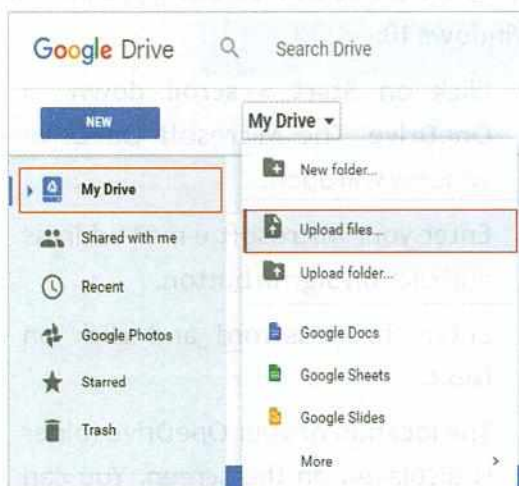 Google Drive
Search Drive
NEW
My Drive
My Drive
Shared with me
Recent
Google Photos
Starred
Trash
New folder...
Upload files...
Upload folder...
Google Docs
Google Sheets
Google Slides
More